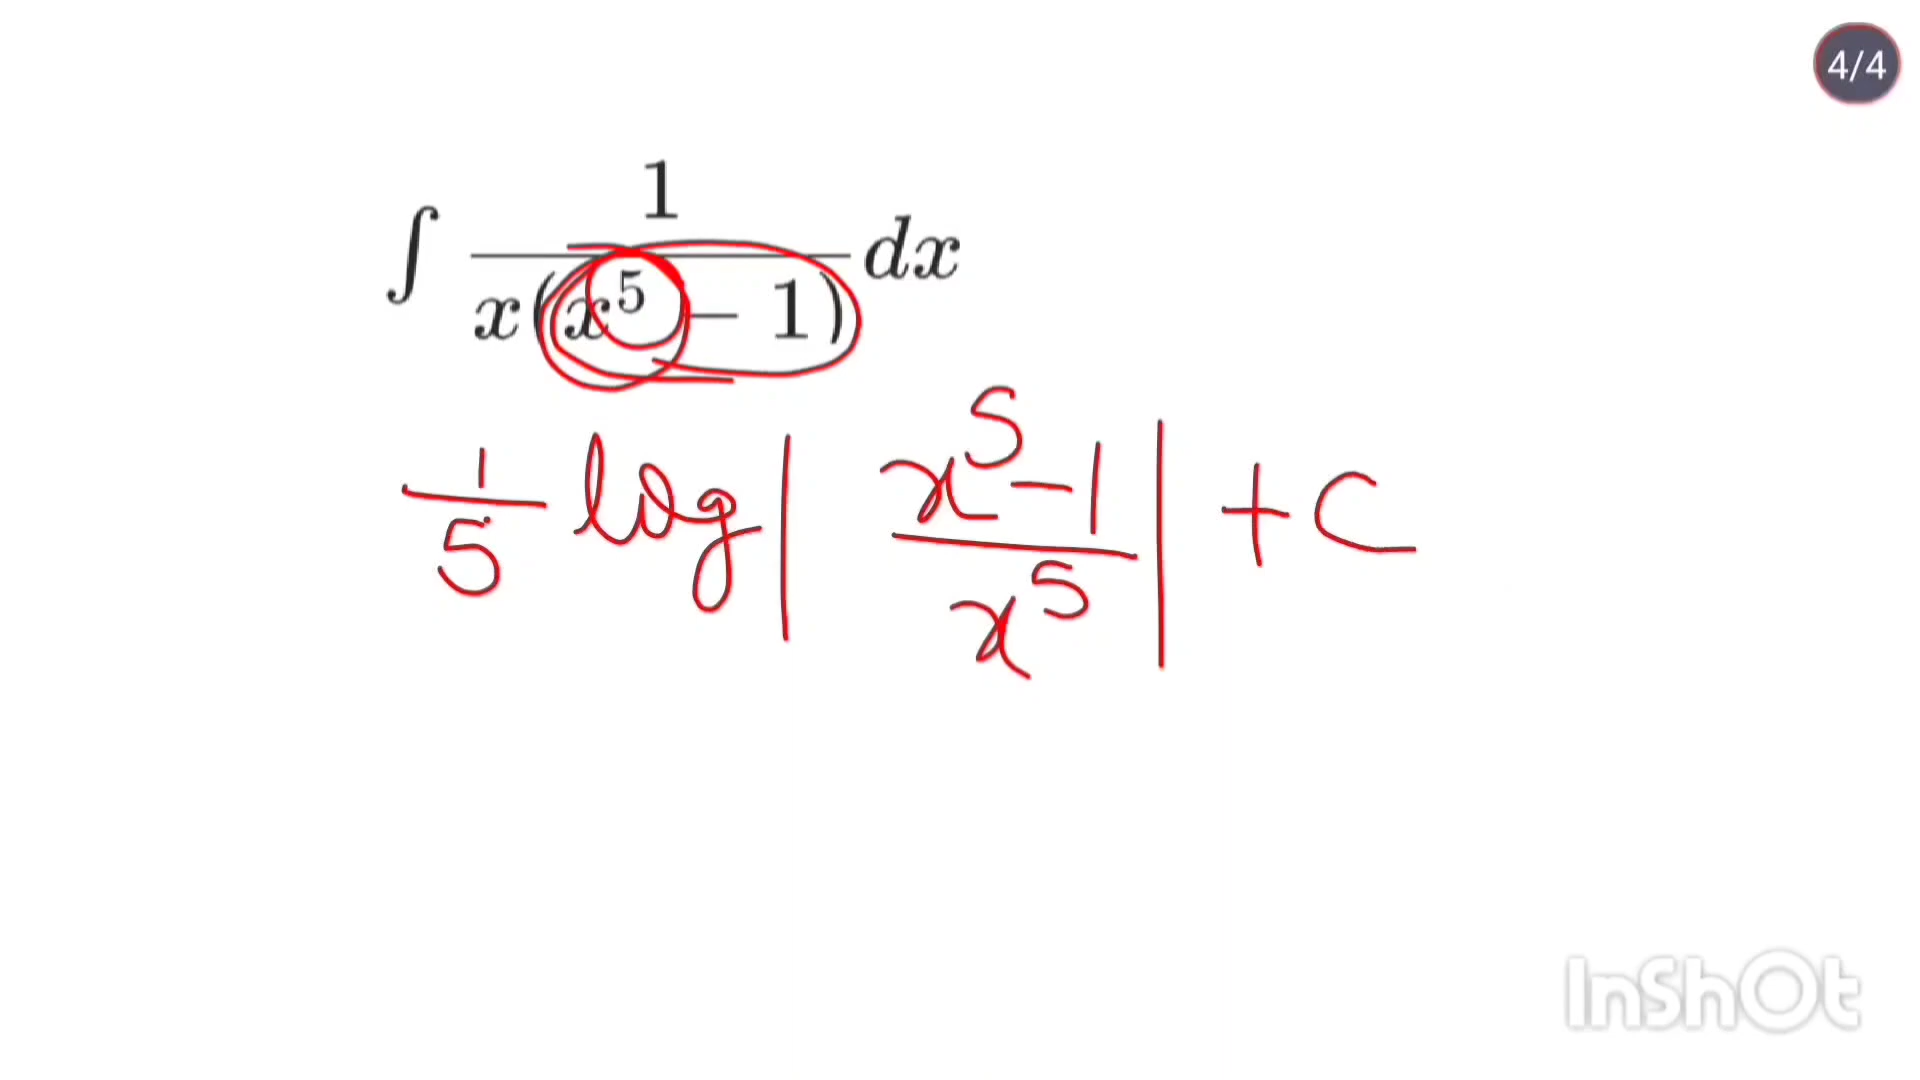 4/4
∫ 1/(x(x⁵ − 1)) dx
1/5 log | (x⁵ − 1)/x⁵ | + C
InShOt